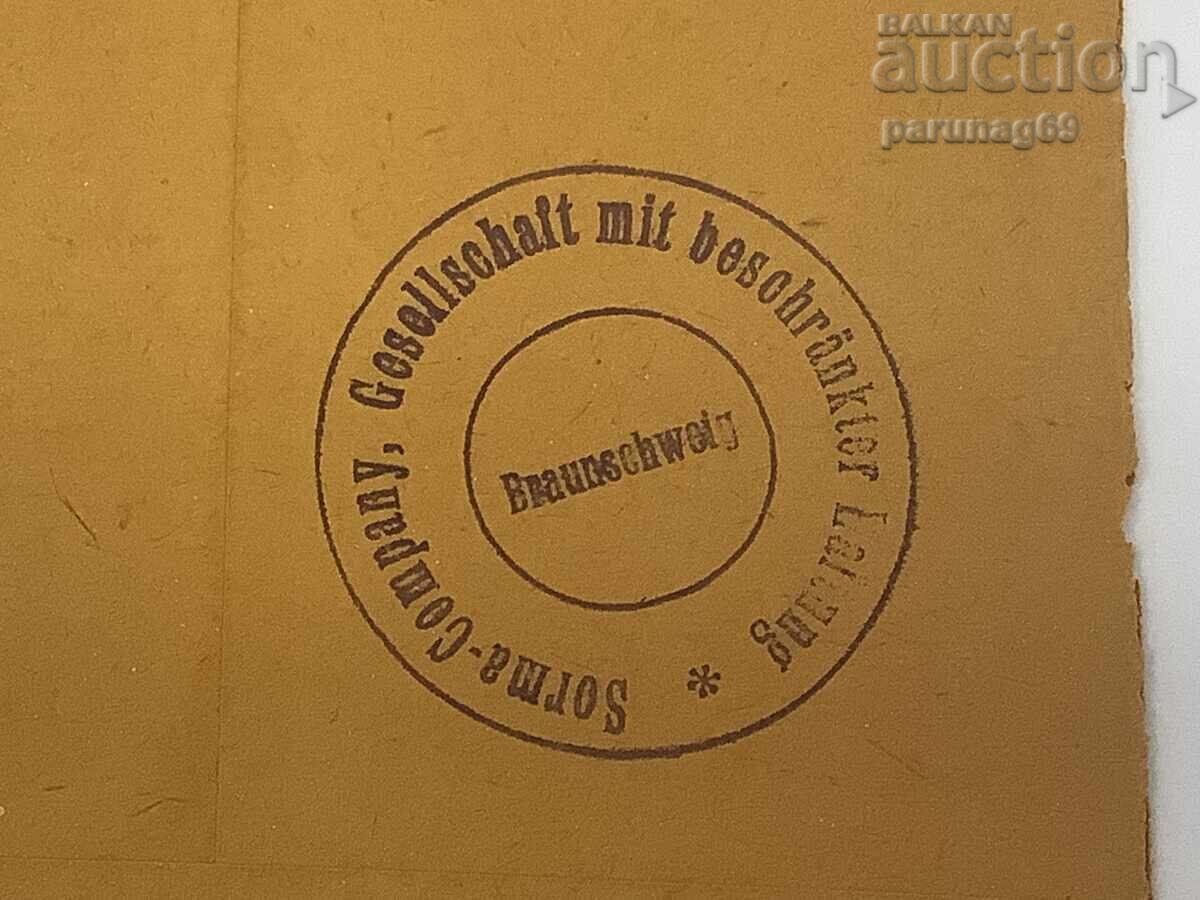 BALKAN
auction
parunag69
Sorma-Company, Gesellschaft mit beschränkter Haftung *
Braunschweig